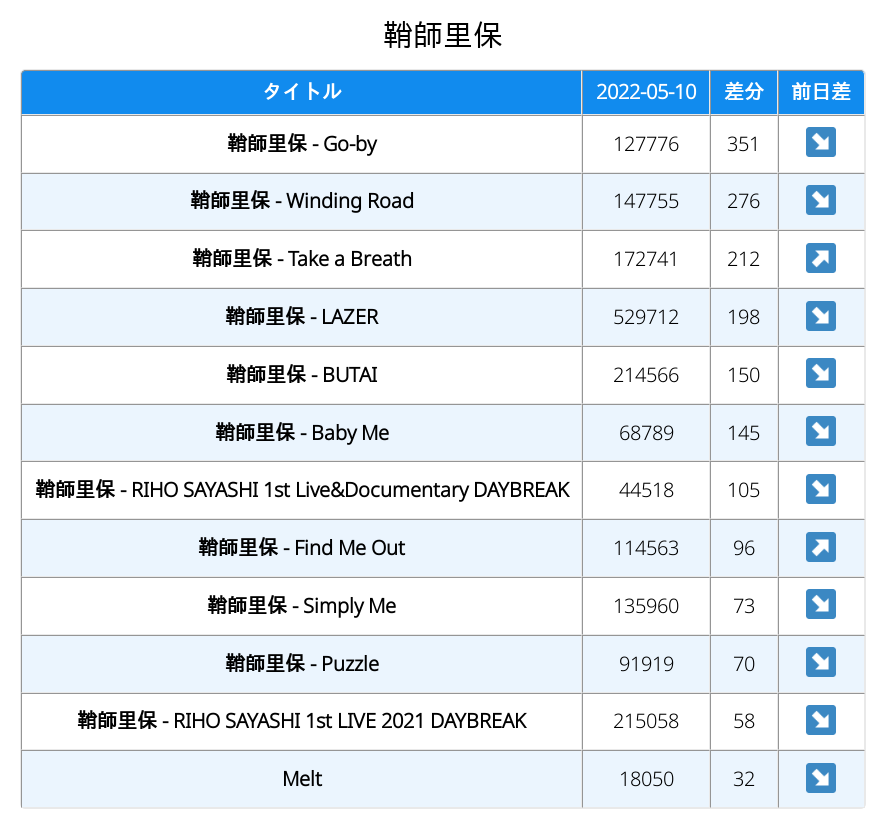 鞘師里保
タイトル 2022-05-10 差分 前日差
鞘師里保 - Go-by 127776 351 ↘
鞘師里保 - Winding Road 147755 276 ↘
鞘師里保 - Take a Breath 172741 212 ↗
鞘師里保 - LAZER 529712 198 ↘
鞘師里保 - BUTAI 214566 150 ↘
鞘師里保 - Baby Me 68789 145 ↘
鞘師里保 - RIHO SAYASHI 1st Live&Documentary DAYBREAK 44518 105 ↘
鞘師里保 - Find Me Out 114563 96 ↗
鞘師里保 - Simply Me 135960 73 ↘
鞘師里保 - Puzzle 91919 70 ↘
鞘師里保 - RIHO SAYASHI 1st LIVE 2021 DAYBREAK 215058 58 ↘
Melt 18050 32 ↘